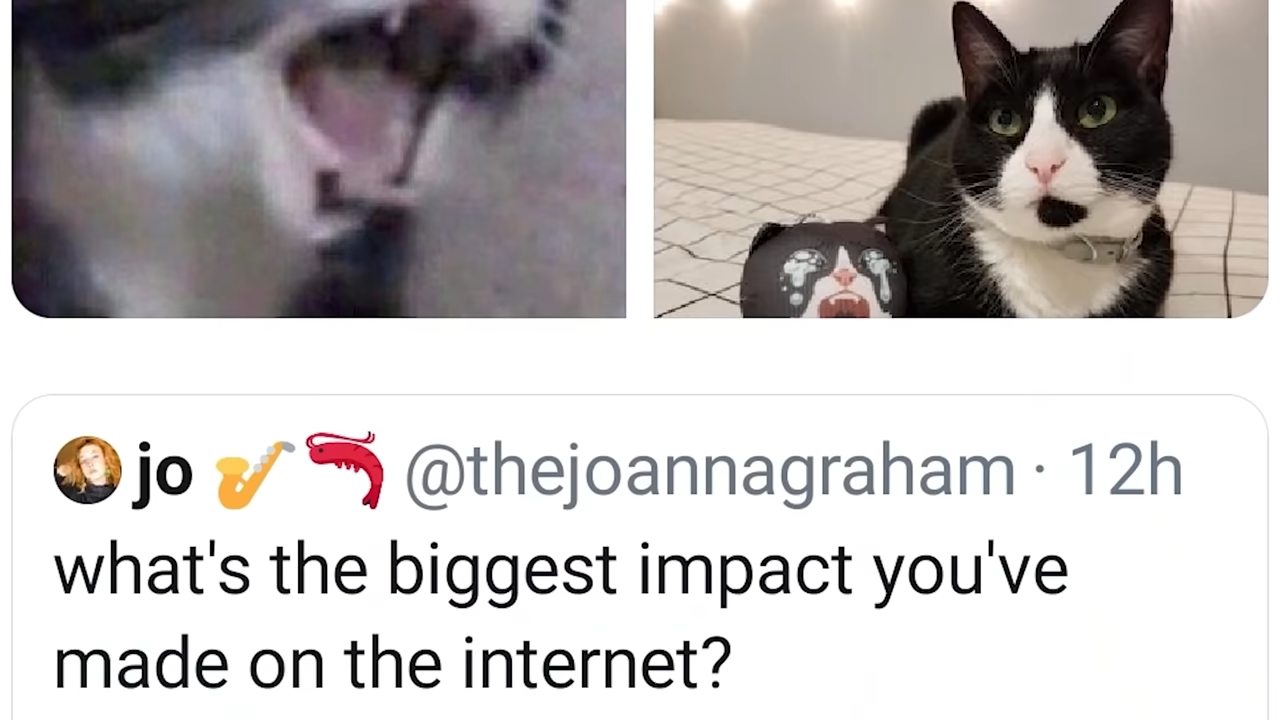 jo 🎷🦐 @thejoannagraham · 12h
what's the biggest impact you've
made on the internet?